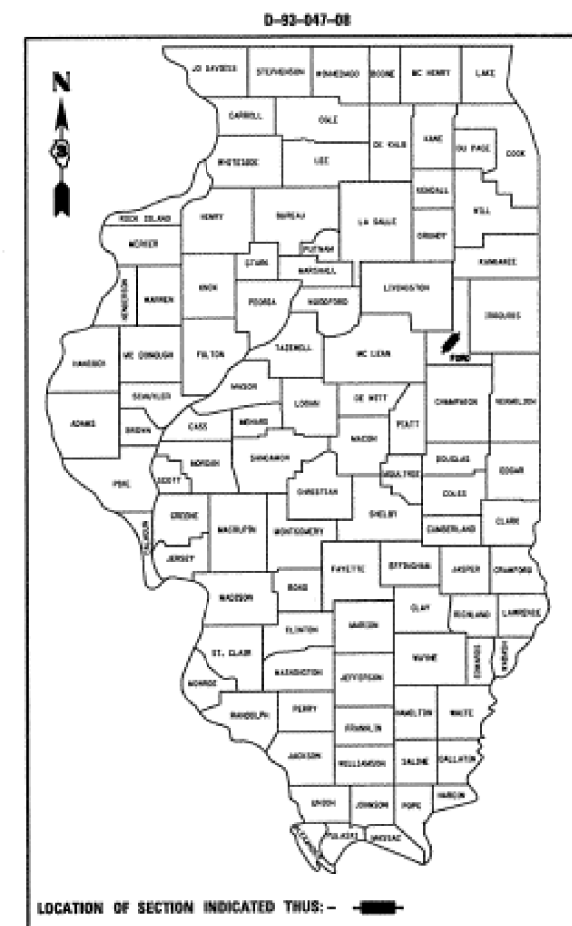 D-93-047-08
JO DAVIESS STEPHENSON WINNEBAGO BOONE MC HENRY LAKE
N
CARROLL OGLE
DE KALB KANE
DU PAGE COOK
WHITESIDE LEE
KENDALL
ROCK ISLAND HENRY BUREAU LA SALLE WILL
MERCER PUTNAM GRUNDY
STARK MARSHALL KANKAKEE
HENDERSON WARREN KNOX PEORIA WOODFORD LIVINGSTON IROQUOIS
HANCOCK MC DONOUGH FULTON TAZEWELL MC LEAN FORD
MASON
SCHUYLER LOGAN DE WITT CHAMPAIGN VERMILION
ADAMS BROWN CASS MENARD PIATT
MACON
MORGAN SANGAMON DOUGLAS
PIKE SCOTT MOULTRIE EDGAR
CHRISTIAN COLES
GREENE MACOUPIN SHELBY
CALHOUN MONTGOMERY CUMBERLAND CLARK
JERSEY
FAYETTE EFFINGHAM JASPER CRAWFORD
BOND
MADISON CLAY
RICHLAND LAWRENCE
CLINTON MARION
ST. CLAIR WAYNE EDWARDS WABASH
WASHINGTON JEFFERSON
MONROE
RANDOLPH PERRY HAMILTON WHITE
FRANKLIN
JACKSON WILLIAMSON SALINE GALLATIN
UNION JOHNSON POPE HARDIN
ALEXANDER PULASKI MASSAC
LOCATION OF SECTION INDICATED THUS: -